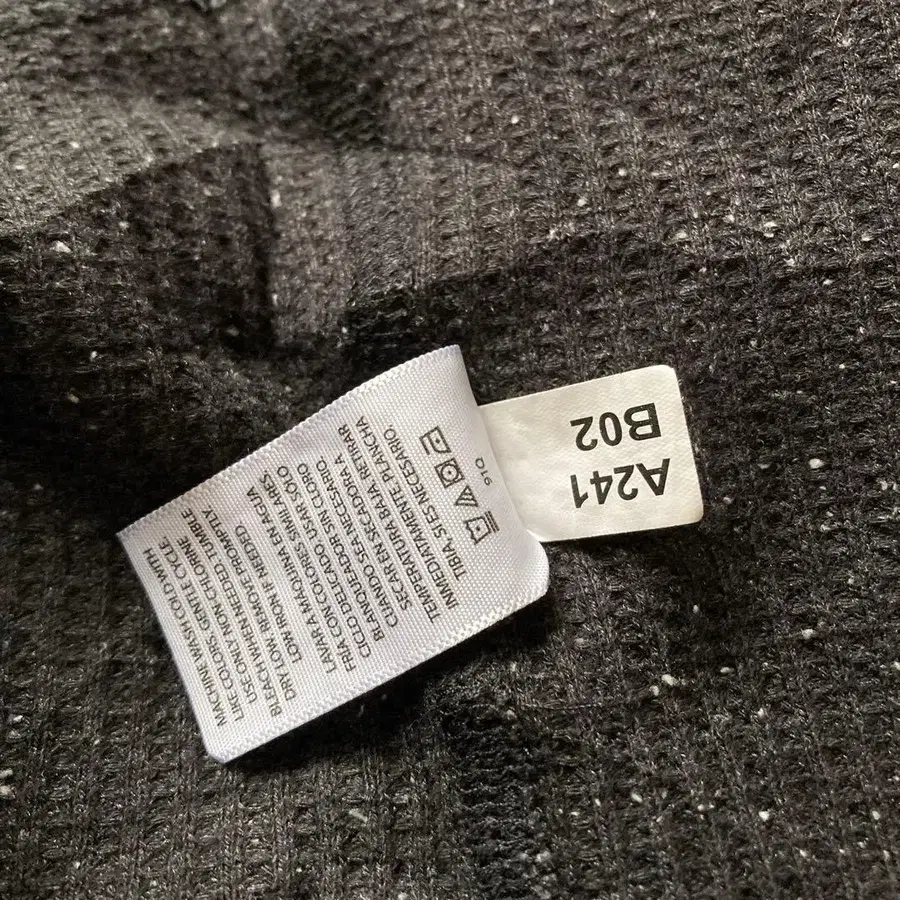 MACHINE WASH COLD WITH
LIKE COLORS. GENTLE CYCLE.
USE ONLY NON-CHLORINE
BLEACH WHEN NEEDED. TUMBLE
DRY LOW REMOVE PROMPTLY
LOW IRON IF NEEDED
LAVAR A MAQUINA EN AGUA
FRIA CON COLORES SIMILARES
CICLO DELICADO. USAR SOLO
BLANQUEADOR SIN CLORO
CUANDO SEA NECESARIO.
SECAR EN SECADORA A
TEMPERATURA BAJA. RETIRAR
INMEDIATAMENTE. PLANCHA
TIBIA SI ES NECESARIO.
91Q
A241
B02